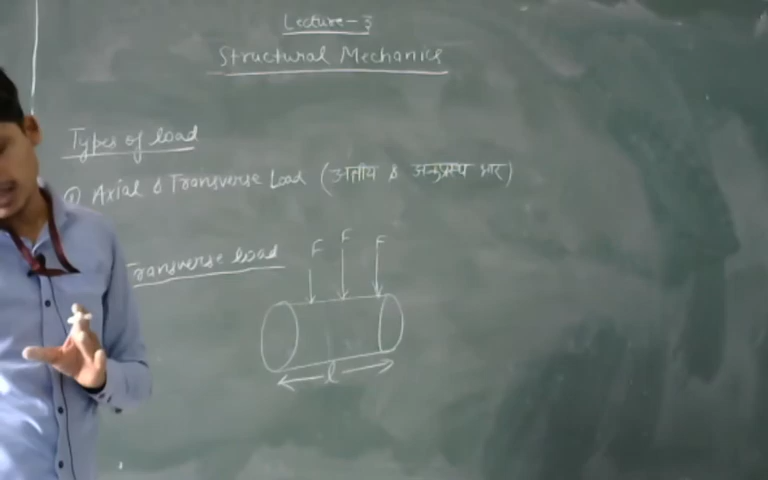 Lecture-3
Structural Mechanics
Types of load
① Axial & Transverse Load (अक्षीय & अनुप्रस्थ भार)
Transverse load
F F F
l